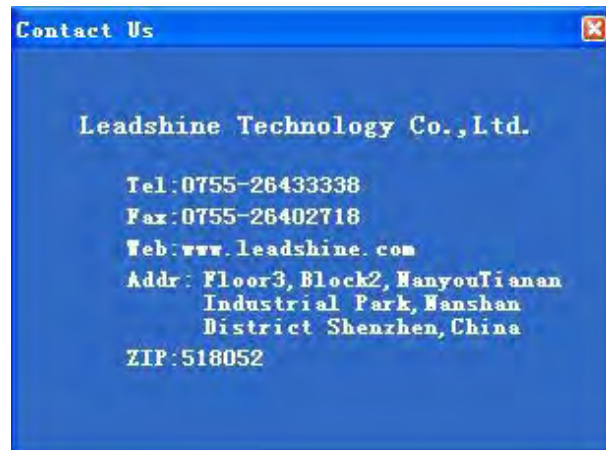 Contact Us
Leadshine Technology Co.,Ltd.
Tel:0755-26433338
Fax:0755-26402718
Web:www.leadshine.com
Addr: Floor3,Block2,NanyouTianan
Industrial Park,Nanshan
District Shenzhen,China
ZIP:518052